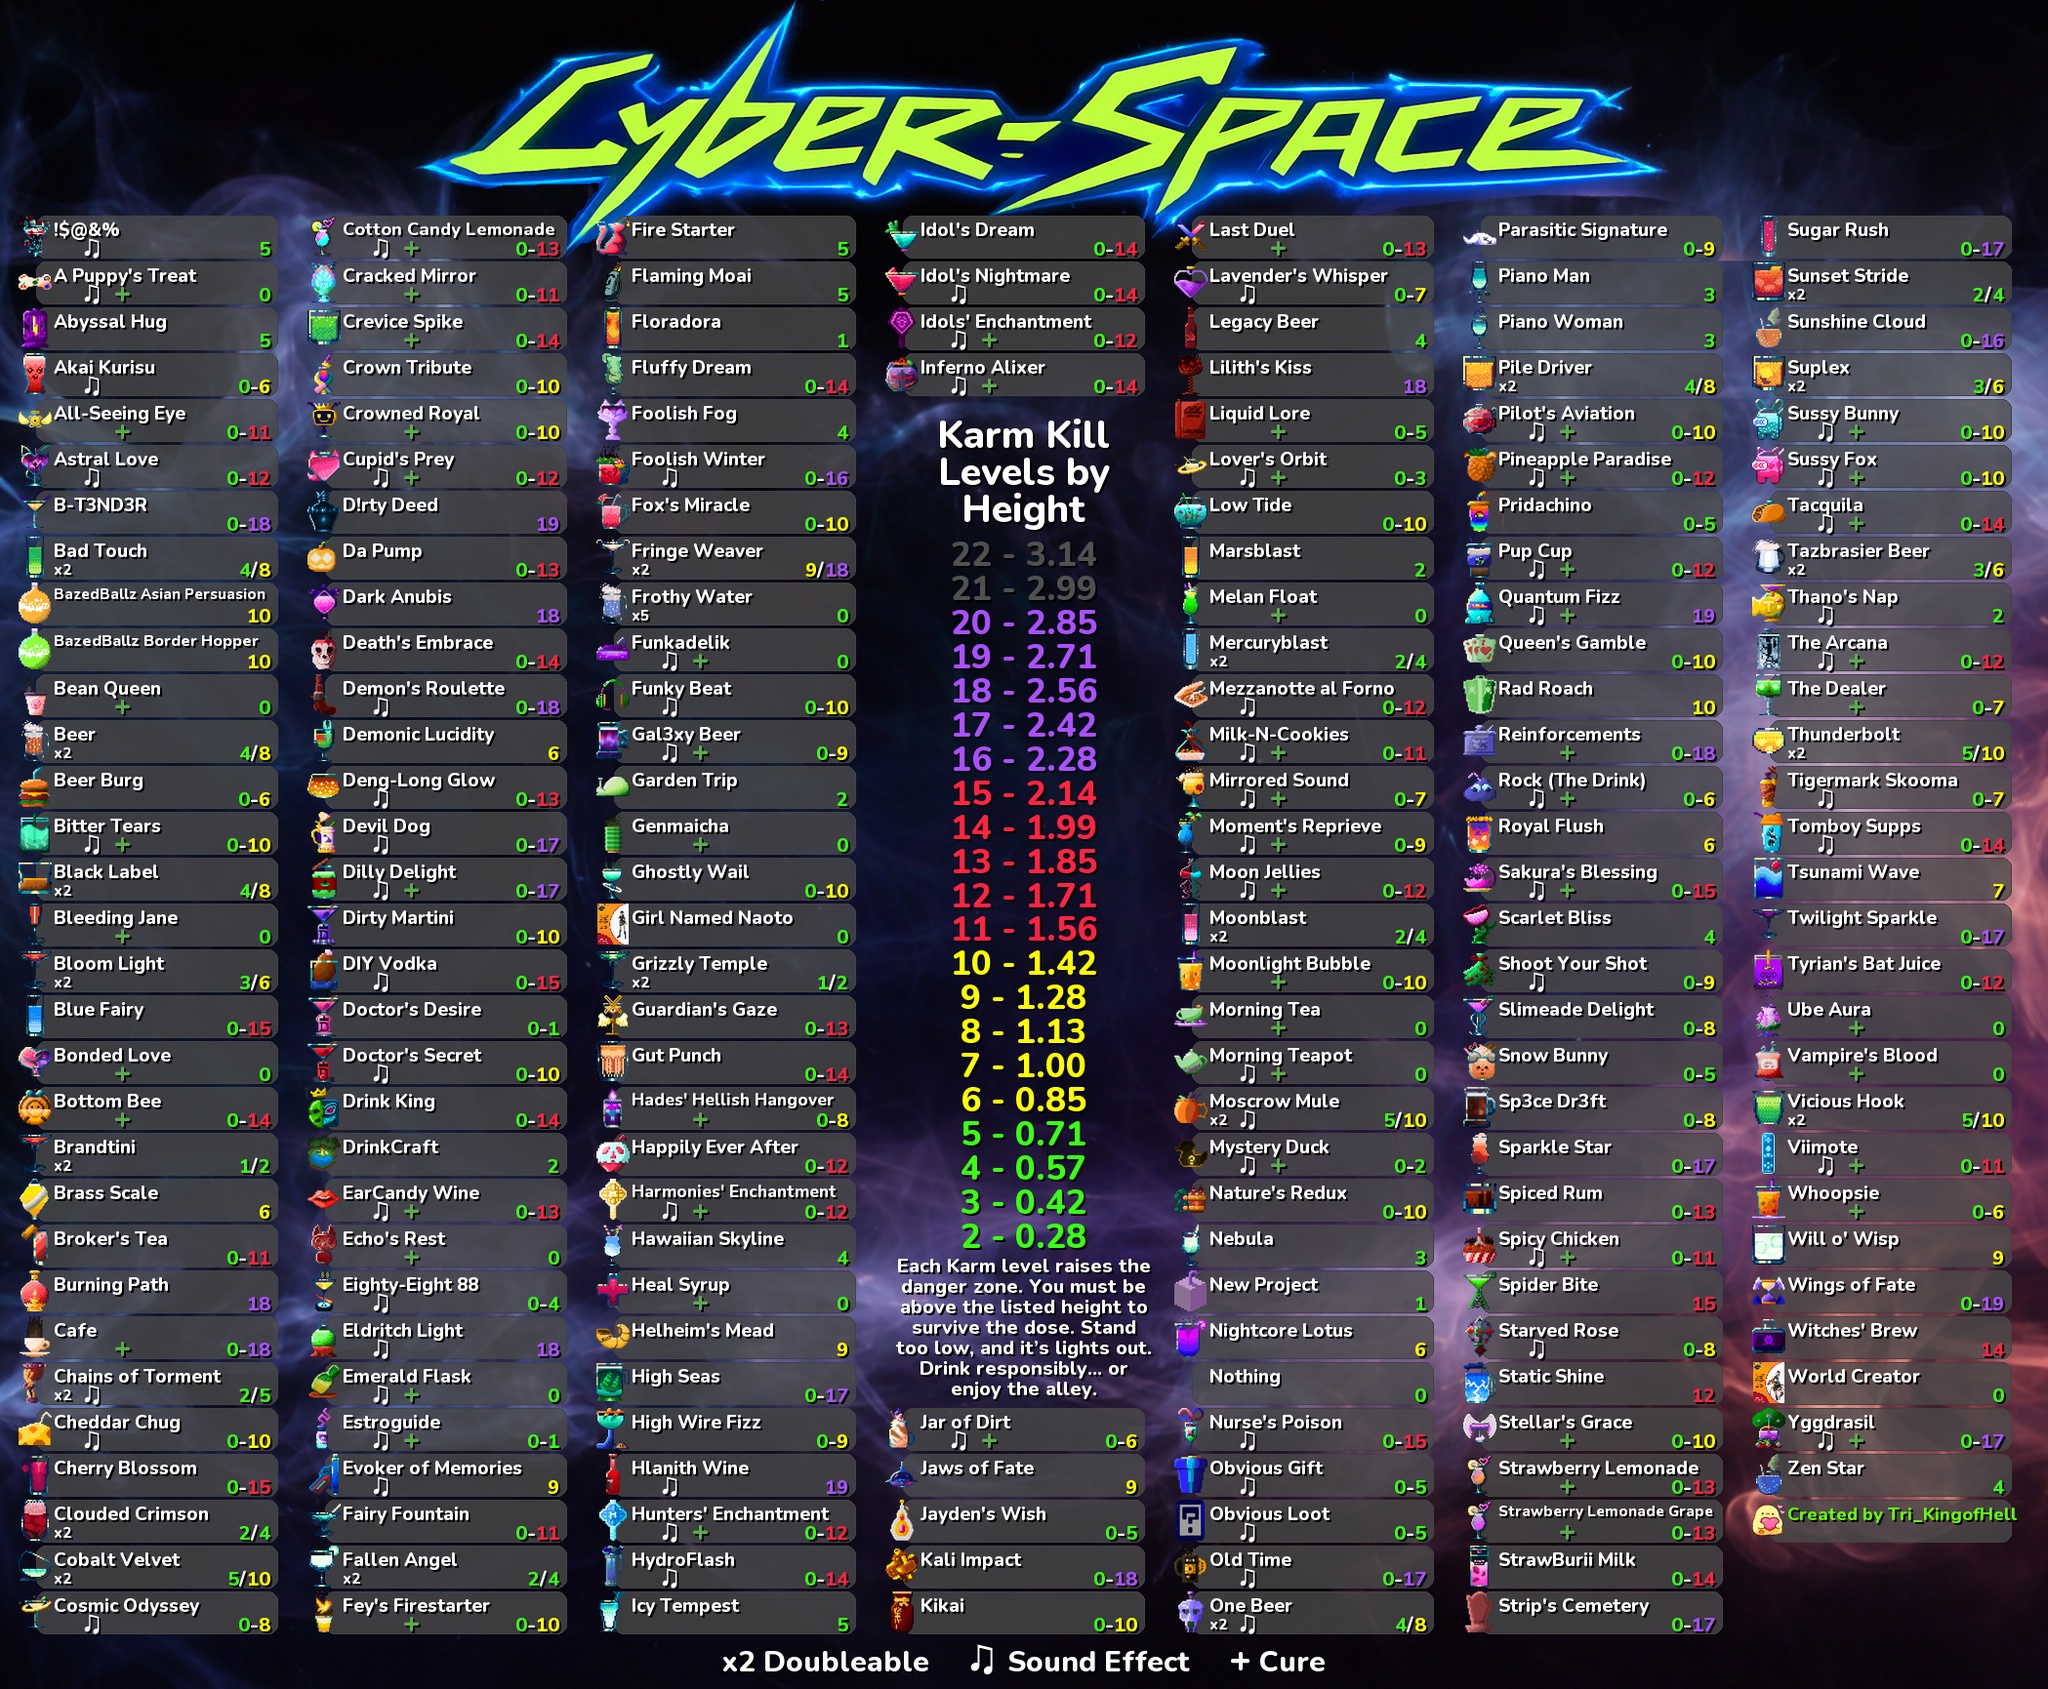 Cyber-Space
!$@&%
♫
5
A Puppy's Treat
♫ +
0
Abyssal Hug
5
Akai Kurisu
♫
0-6
All-Seeing Eye
+
0-11
Astral Love
♫
0-12
B-T3ND3R
0-18
Bad Touch
x2
4/8
BazedBallz Asian Persuasion
10
BazedBallz Border Hopper
10
Bean Queen
+
0
Beer
x2
4/8
Beer Burg
0-6
Bitter Tears
♫ +
0-10
Black Label
x2
4/8
Bleeding Jane
+
0
Bloom Light
x2
3/6
Blue Fairy
0-15
Bonded Love
+
0
Bottom Bee
+
0-14
Brandtini
x2
1/2
Brass Scale
6
Broker's Tea
0-11
Burning Path
18
Cafe
+
0-18
Chains of Torment
x2 ♫
2/5
Cheddar Chug
♫
0-10
Cherry Blossom
0-15
Clouded Crimson
x2
2/4
Cobalt Velvet
x2
5/10
Cosmic Odyssey
♫
0-8
Cotton Candy Lemonade
♫ +
0-13
Cracked Mirror
+
0-11
Crevice Spike
+
0-14
Crown Tribute
0-10
Crowned Royal
+
0-10
Cupid's Prey
♫ +
0-12
D!rty Deed
19
Da Pump
0-13
Dark Anubis
18
Death's Embrace
0-14
Demon's Roulette
♫
0-18
Demonic Lucidity
6
Deng-Long Glow
♫
0-13
Devil Dog
♫
0-17
Dilly Delight
♫ +
0-17
Dirty Martini
0-10
DIY Vodka
♫
0-15
Doctor's Desire
0-1
Doctor's Secret
♫
0-10
Drink King
0-14
DrinkCraft
2
EarCandy Wine
♫ +
0-13
Echo's Rest
+
0
Eighty-Eight 88
♫
0-4
Eldritch Light
♫
18
Emerald Flask
♫ +
0
Estroguide
♫ +
0-1
Evoker of Memories
♫
9
Fairy Fountain
0-11
Fallen Angel
x2
2/4
Fey's Firestarter
+
0-10
Fire Starter
5
Flaming Moai
5
Floradora
1
Fluffy Dream
0-14
Foolish Fog
4
Foolish Winter
♫
0-16
Fox's Miracle
0-10
Fringe Weaver
x2
9/18
Frothy Water
x5
0
Funkadelik
♫ +
0
Funky Beat
♫
0-10
Gal3xy Beer
♫ +
0-9
Garden Trip
2
Genmaicha
+
0
Ghostly Wail
0-10
Girl Named Naoto
0
Grizzly Temple
x2
1/2
Guardian's Gaze
0-13
Gut Punch
0-14
Hades' Hellish Hangover
+
0-8
Happily Ever After
0-12
Harmonies' Enchantment
♫ +
0-12
Hawaiian Skyline
4
Heal Syrup
+
0
Helheim's Mead
9
High Seas
0-17
High Wire Fizz
0-9
Hlanith Wine
♫
19
Hunters' Enchantment
♫ +
0-12
HydroFlash
♫
0-14
Icy Tempest
5
Idol's Dream
+
0-14
Idol's Nightmare
♫
0-14
Idols' Enchantment
♫ +
0-12
Inferno Alixer
♫ +
0-14
Karm Kill
Levels by
Height
22 - 3.14
21 - 2.99
20 - 2.85
19 - 2.71
18 - 2.56
17 - 2.42
16 - 2.28
15 - 2.14
14 - 1.99
13 - 1.85
12 - 1.71
11 - 1.56
10 - 1.42
9 - 1.28
8 - 1.13
7 - 1.00
6 - 0.85
5 - 0.71
4 - 0.57
3 - 0.42
2 - 0.28
Each Karm level raises the
danger zone. You must be
above the listed height to
survive the dose. Stand
too low, and it's lights out.
Drink responsibly... or
enjoy the alley.
Jar of Dirt
♫ +
0-6
Jaws of Fate
9
Jayden's Wish
0-5
Kali Impact
0-18
Kikai
0-10
Last Duel
+
0-13
Lavender's Whisper
♫
0-7
Legacy Beer
4
Lilith's Kiss
18
Liquid Lore
+
0-5
Lover's Orbit
♫ +
0-3
Low Tide
0-10
Marsblast
2
Melan Float
+
0
Mercuryblast
x2
2/4
Mezzanotte al Forno
♫
0-12
Milk-N-Cookies
♫ +
0-11
Mirrored Sound
♫ +
0-7
Moment's Reprieve
♫ +
0-9
Moon Jellies
♫ +
0-12
Moonblast
x2
2/4
Moonlight Bubble
+
0-10
Morning Tea
+
0
Morning Teapot
♫ +
0
Moscrow Mule
x2 ♫
5/10
Mystery Duck
♫ +
0-2
Nature's Redux
0-10
Nebula
3
New Project
1
Nightcore Lotus
6
Nothing
0
Nurse's Poison
♫
0-15
Obvious Gift
♫
0-5
Obvious Loot
♫
0-5
Old Time
♫
0-17
One Beer
x2 ♫
4/8
Parasitic Signature
0-9
Piano Man
3
Piano Woman
3
Pile Driver
x2
4/8
Pilot's Aviation
♫ +
0-10
Pineapple Paradise
♫ +
0-12
Pridachino
0-5
Pup Cup
♫ +
0-12
Quantum Fizz
♫ +
19
Queen's Gamble
0-10
Rad Roach
10
Reinforcements
+
0-18
Rock (The Drink)
♫ +
0-6
Royal Flush
6
Sakura's Blessing
♫ +
0-15
Scarlet Bliss
4
Shoot Your Shot
♫
0-9
Slimeade Delight
0-8
Snow Bunny
0-5
Sp3ce Dr3ft
0-8
Sparkle Star
0-17
Spiced Rum
0-13
Spicy Chicken
♫ +
0-11
Spider Bite
15
Starved Rose
♫
0-8
Static Shine
12
Stellar's Grace
+
0-10
Strawberry Lemonade
+
0-13
Strawberry Lemonade Grape
+
0-13
StrawBurii Milk
0-14
Strip's Cemetery
0-17
Sugar Rush
0-17
Sunset Stride
x2
2/4
Sunshine Cloud
0-16
Suplex
x2
3/6
Sussy Bunny
♫ +
0-10
Sussy Fox
♫ +
0-10
Tacquila
♫ +
0-14
Tazbrasier Beer
x2
3/6
Thano's Nap
2
The Arcana
♫ +
0-12
The Dealer
+
0-7
Thunderbolt
x2
5/10
Tigermark Skooma
♫
0-7
Tomboy Supps
♫
0-14
Tsunami Wave
7
Twilight Sparkle
0-17
Tyrian's Bat Juice
0-12
Ube Aura
+
0
Vampire's Blood
+
0
Vicious Hook
x2
5/10
Viimote
♫ +
0-11
Whoopsie
+
0-6
Will o' Wisp
9
Wings of Fate
0-19
Witches' Brew
14
World Creator
0
Yggdrasil
♫ +
0-17
Zen Star
4
Created by Tri_KingofHell
x2 Doubleable ♫ Sound Effect + Cure